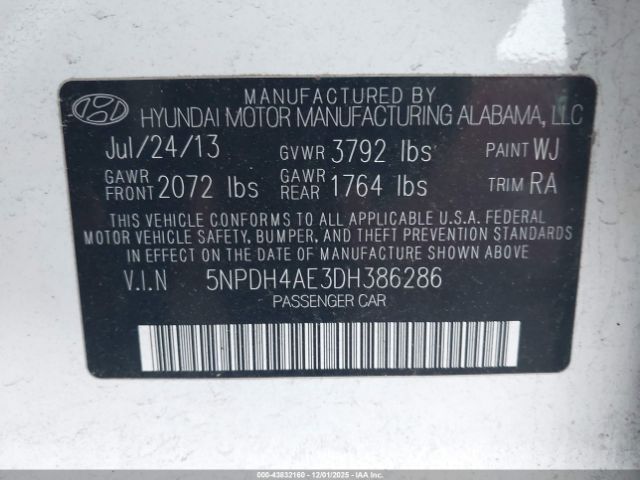 MANUFACTURED BY
HYUNDAI MOTOR MANUFACTURING ALABAMA, LLC
Jul/24/13 GVWR 3792 lbs PAINT WJ
GAWR FRONT 2072 lbs GAWR REAR 1764 lbs TRIM RA
THIS VEHICLE CONFORMS TO ALL APPLICABLE U.S.A. FEDERAL
MOTOR VEHICLE SAFETY, BUMPER, AND THEFT PREVENTION STANDARDS
IN EFFECT ON THE DATE OF MANUFACTURE SHOWN ABOVE.
V.I.N 5NPDH4AE3DH386286
PASSENGER CAR
000-43832160 - 12/01/2025 - COPART.CA